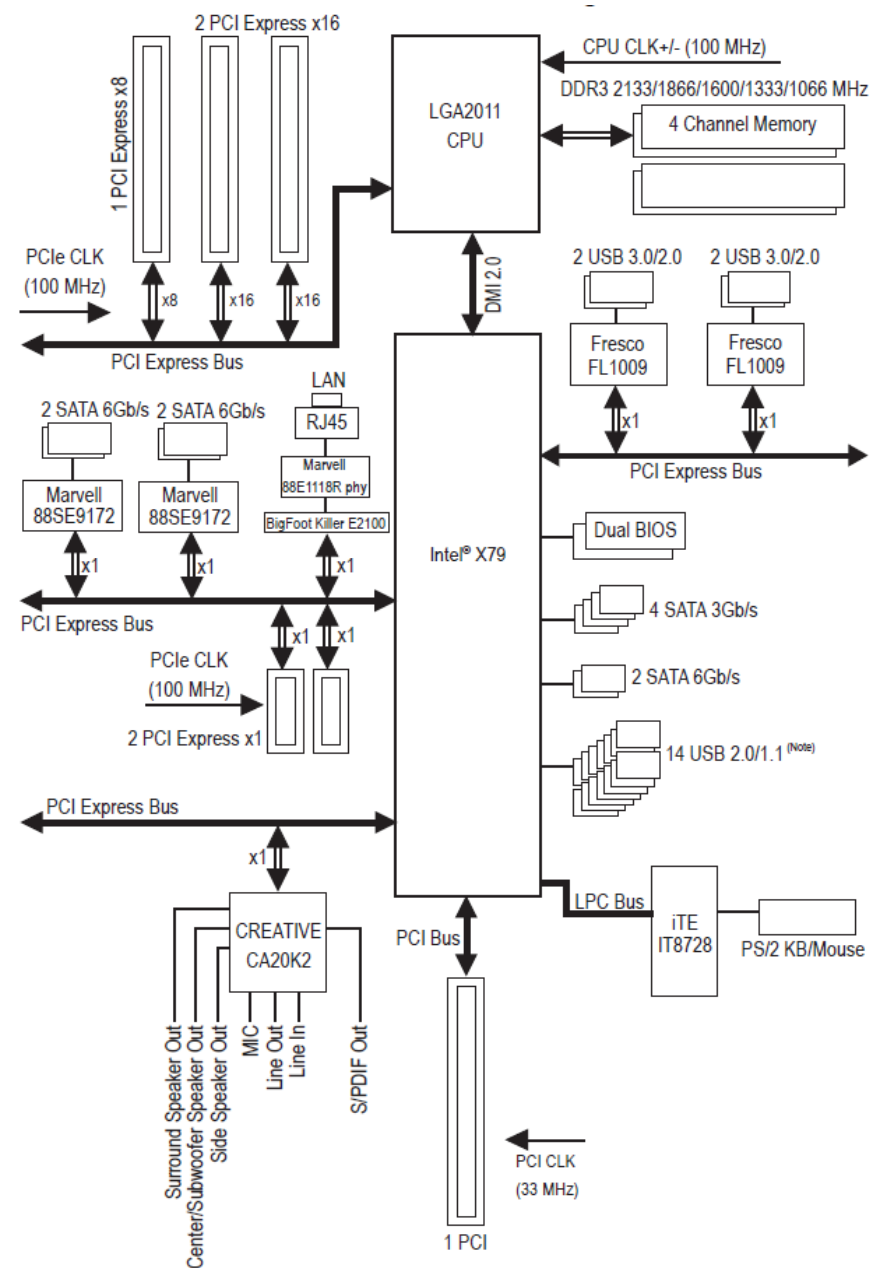 2 PCI Express x16
1 PCI Express x8
LGA2011
CPU
CPU CLK+/- (100 MHz)
DDR3 2133/1866/1600/1333/1066 MHz
4 Channel Memory
PCIe CLK
(100 MHz)
x8
x16
x16
PCI Express Bus
DMI 2.0
2 USB 3.0/2.0
2 USB 3.0/2.0
Fresco
FL1009
Fresco
FL1009
x1
x1
PCI Express Bus
LAN
RJ45
2 SATA 6Gb/s
2 SATA 6Gb/s
Marvell
88E1118R phy
Marvell
88SE9172
Marvell
88SE9172
BigFoot Killer E2100
x1
x1
x1
PCI Express Bus
Intel® X79
Dual BIOS
4 SATA 3Gb/s
2 SATA 6Gb/s
14 USB 2.0/1.1 (Note)
x1
x1
PCIe CLK
(100 MHz)
2 PCI Express x1
PCI Express Bus
x1
CREATIVE
CA20K2
Surround Speaker Out
Center/Subwoofer Speaker Out
Side Speaker Out
MIC
Line Out
Line In
S/PDIF Out
PCI Bus
LPC Bus
iTE
IT8728
PS/2 KB/Mouse
PCI CLK
(33 MHz)
1 PCI